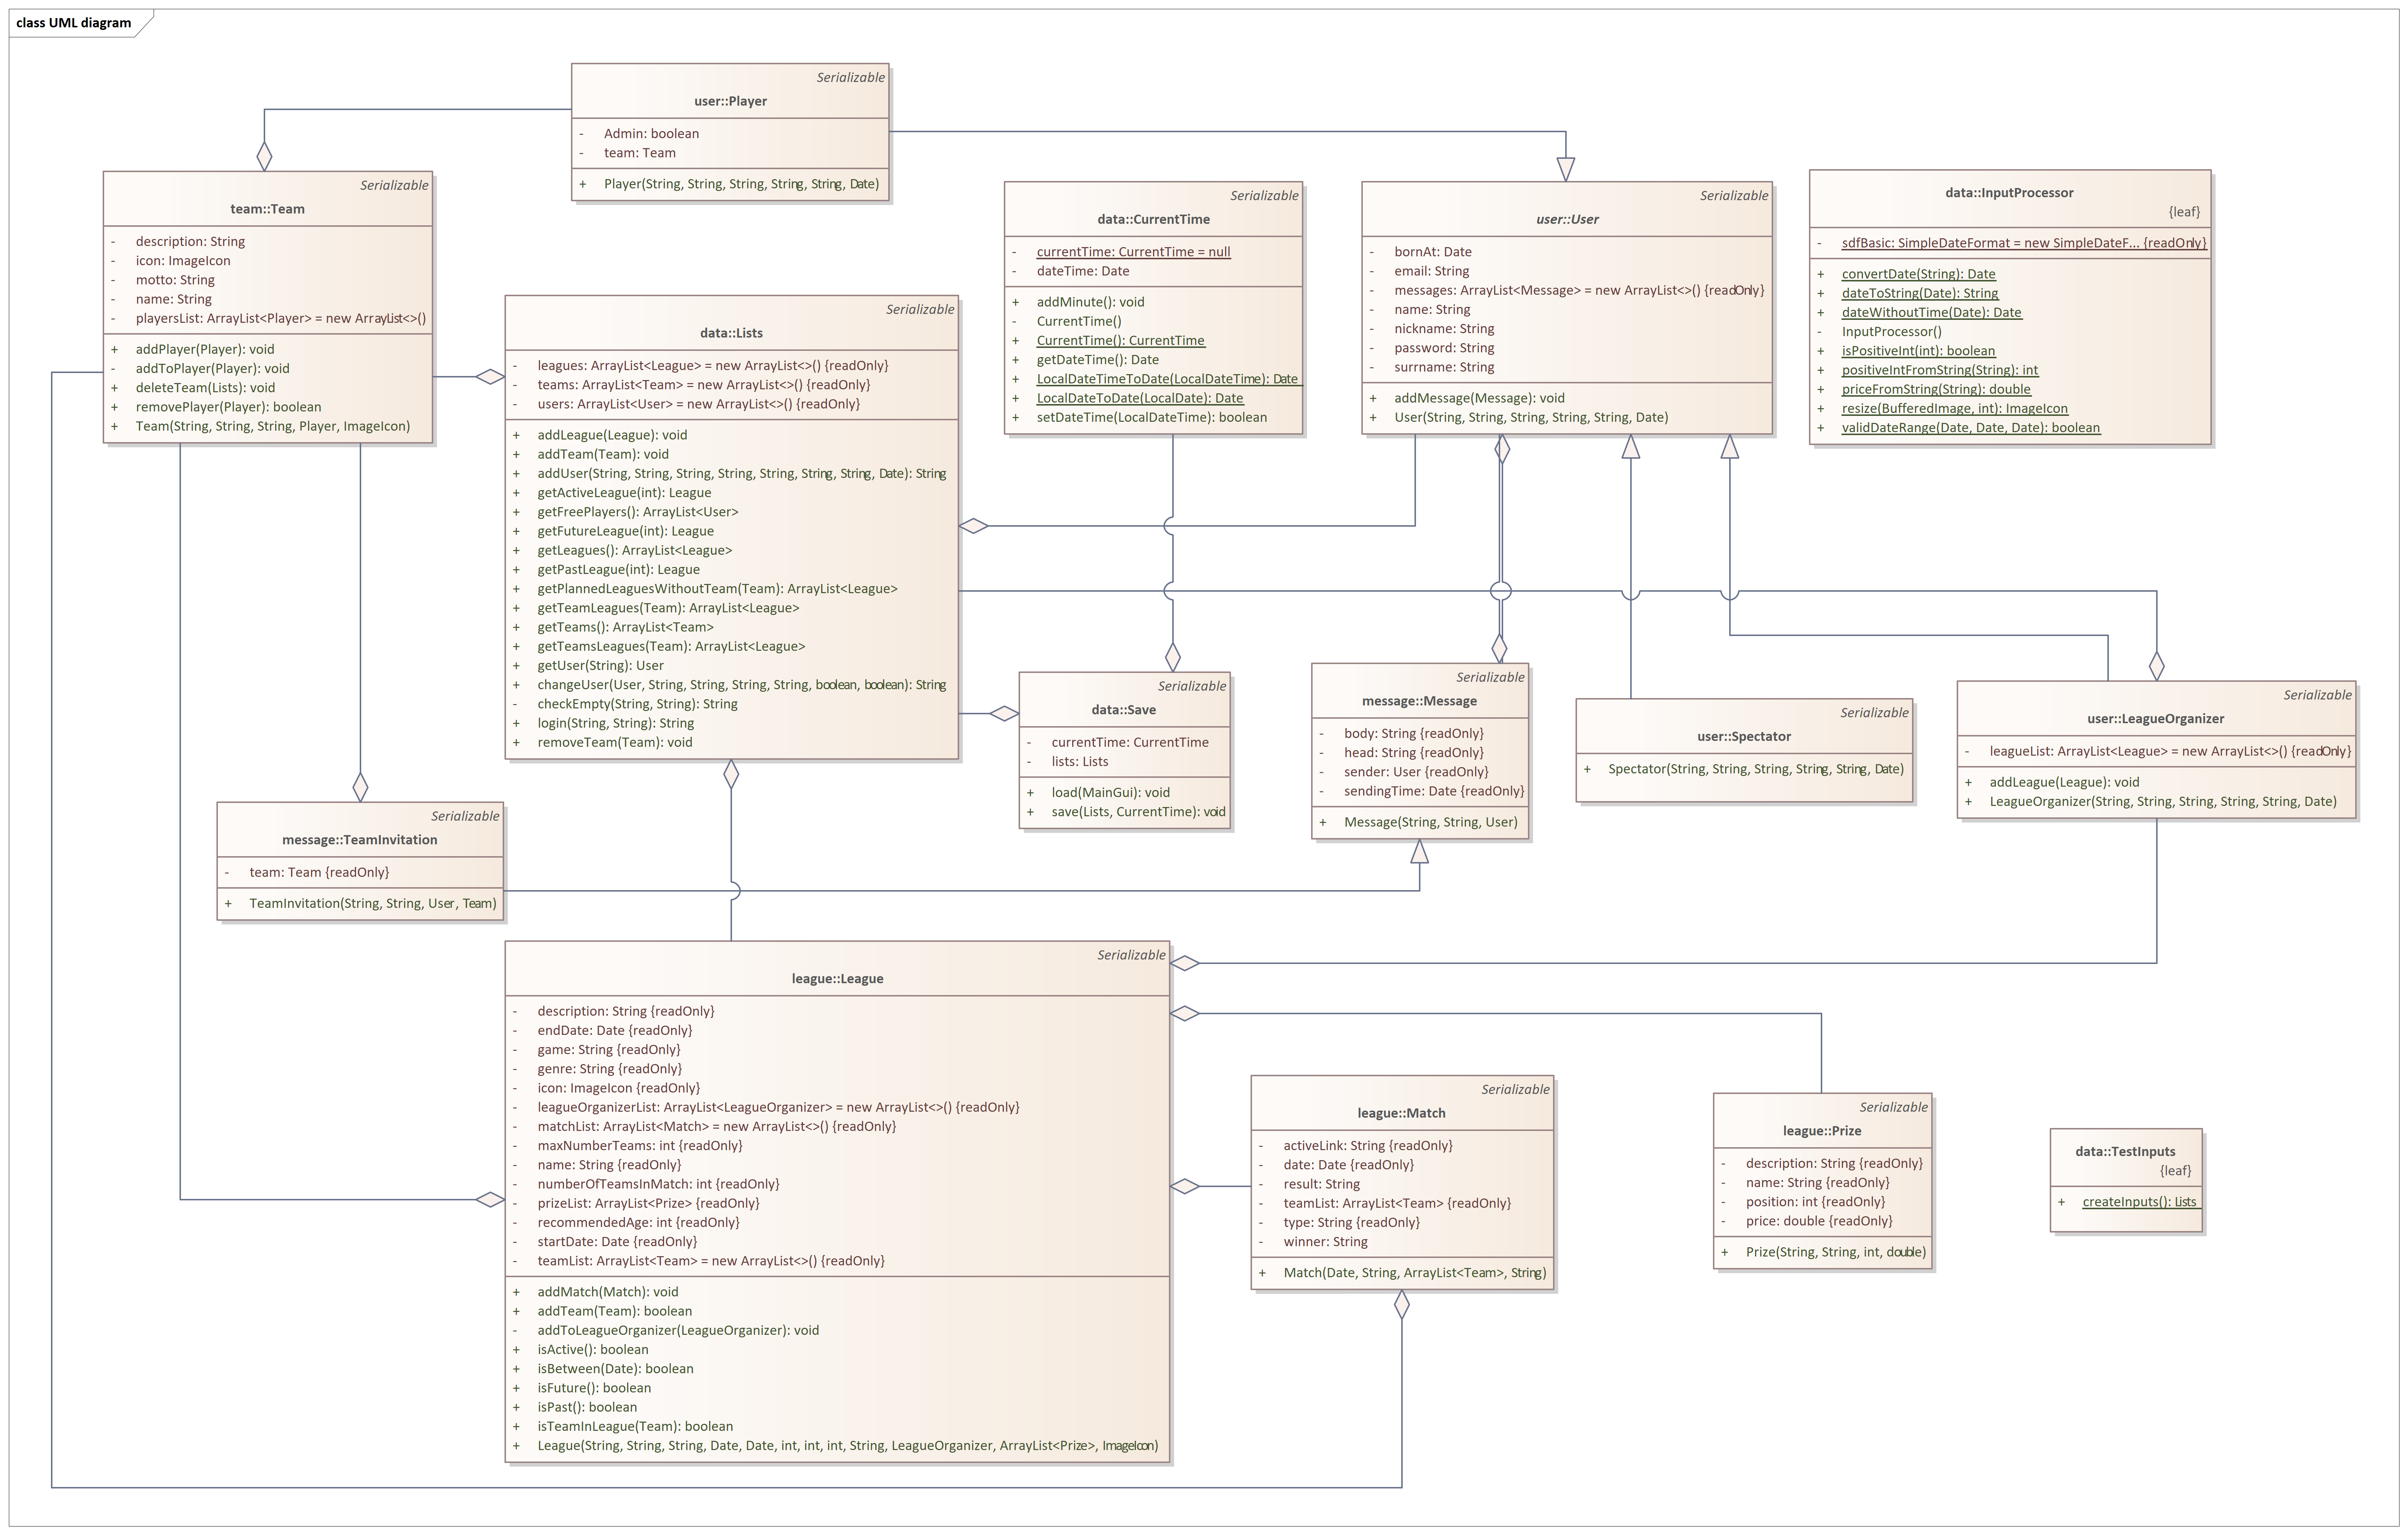 class UML diagram
Serializable
user::Player
- Admin: boolean
- team: Team
+ Player(String, String, String, String, String, Date)
Serializable
team::Team
- description: String
- icon: ImageIcon
- motto: String
- name: String
- playersList: ArrayList<Player> = new ArrayList<>()
+ addPlayer(Player): void
- addToPlayer(Player): void
+ deleteTeam(Lists): void
+ removePlayer(Player): boolean
+ Team(String, String, String, Player, ImageIcon)
Serializable
data::Lists
- leagues: ArrayList<League> = new ArrayList<>() {readOnly}
- teams: ArrayList<Team> = new ArrayList<>() {readOnly}
- users: ArrayList<User> = new ArrayList<>() {readOnly}
+ addLeague(League): void
+ addTeam(Team): void
+ addUser(String, String, String, String, String, String, String, Date): String
+ getActiveLeague(int): League
+ getFreePlayers(): ArrayList<User>
+ getFutureLeague(int): League
+ getLeagues(): ArrayList<League>
+ getPastLeague(int): League
+ getPlannedLeaguesWithoutTeam(Team): ArrayList<League>
+ getTeamLeagues(Team): ArrayList<League>
+ getTeams(): ArrayList<Team>
+ getTeamsLeagues(Team): ArrayList<League>
+ getUser(String): User
+ changeUser(User, String, String, String, String, boolean, boolean): String
- checkEmpty(String, String): String
+ login(String, String): String
+ removeTeam(Team): void
Serializable
data::CurrentTime
- currentTime: CurrentTime = null
- dateTime: Date
+ addMinute(): void
- CurrentTime()
+ CurrentTime(): CurrentTime
+ getDateTime(): Date
+ LocalDateTimeToDate(LocalDateTime): Date
+ LocalDateToDate(LocalDate): Date
+ setDateTime(LocalDateTime): boolean
Serializable
user::User
- bornAt: Date
- email: String
- messages: ArrayList<Message> = new ArrayList<>() {readOnly}
- name: String
- nickname: String
- password: String
- surrname: String
+ addMessage(Message): void
+ User(String, String, String, String, String, Date)
data::InputProcessor
{leaf}
- sdfBasic: SimpleDateFormat = new SimpleDateF... {readOnly}
+ convertDate(String): Date
+ dateToString(Date): String
+ dateWithoutTime(Date): Date
- InputProcessor()
+ isPositiveInt(int): boolean
+ positiveIntFromString(String): int
+ priceFromString(String): double
+ resize(BufferedImage, int): ImageIcon
+ validDateRange(Date, Date, Date): boolean
Serializable
data::Save
- currentTime: CurrentTime
- lists: Lists
+ load(MainGui): void
+ save(Lists, CurrentTime): void
Serializable
message::Message
- body: String {readOnly}
- head: String {readOnly}
- sender: User {readOnly}
- sendingTime: Date {readOnly}
+ Message(String, String, User)
Serializable
user::Spectator
+ Spectator(String, String, String, String, String, Date)
Serializable
user::LeagueOrganizer
- leagueList: ArrayList<League> = new ArrayList<>() {readOnly}
+ addLeague(League): void
+ LeagueOrganizer(String, String, String, String, String, Date)
Serializable
message::TeamInvitation
- team: Team {readOnly}
+ TeamInvitation(String, String, User, Team)
Serializable
league::League
- description: String {readOnly}
- endDate: Date {readOnly}
- game: String {readOnly}
- genre: String {readOnly}
- icon: ImageIcon {readOnly}
- leagueOrganizerList: ArrayList<LeagueOrganizer> = new ArrayList<>() {readOnly}
- matchList: ArrayList<Match> = new ArrayList<>() {readOnly}
- maxNumberTeams: int {readOnly}
- name: String {readOnly}
- numberOfTeamsInMatch: int {readOnly}
- prizeList: ArrayList<Prize> {readOnly}
- recommendedAge: int {readOnly}
- startDate: Date {readOnly}
- teamList: ArrayList<Team> = new ArrayList<>() {readOnly}
+ addMatch(Match): void
+ addTeam(Team): boolean
- addToLeagueOrganizer(LeagueOrganizer): void
+ isActive(): boolean
+ isBetween(Date): boolean
+ isFuture(): boolean
+ isPast(): boolean
+ isTeamInLeague(Team): boolean
+ League(String, String, String, Date, Date, int, int, int, String, LeagueOrganizer, ArrayList<Prize>, ImageIcon)
Serializable
league::Match
- activeLink: String {readOnly}
- date: Date {readOnly}
- result: String
- teamList: ArrayList<Team> {readOnly}
- type: String {readOnly}
- winner: String
+ Match(Date, String, ArrayList<Team>, String)
Serializable
league::Prize
- description: String {readOnly}
- name: String {readOnly}
- position: int {readOnly}
- price: double {readOnly}
+ Prize(String, String, int, double)
data::TestInputs
{leaf}
+ createInputs(): Lists